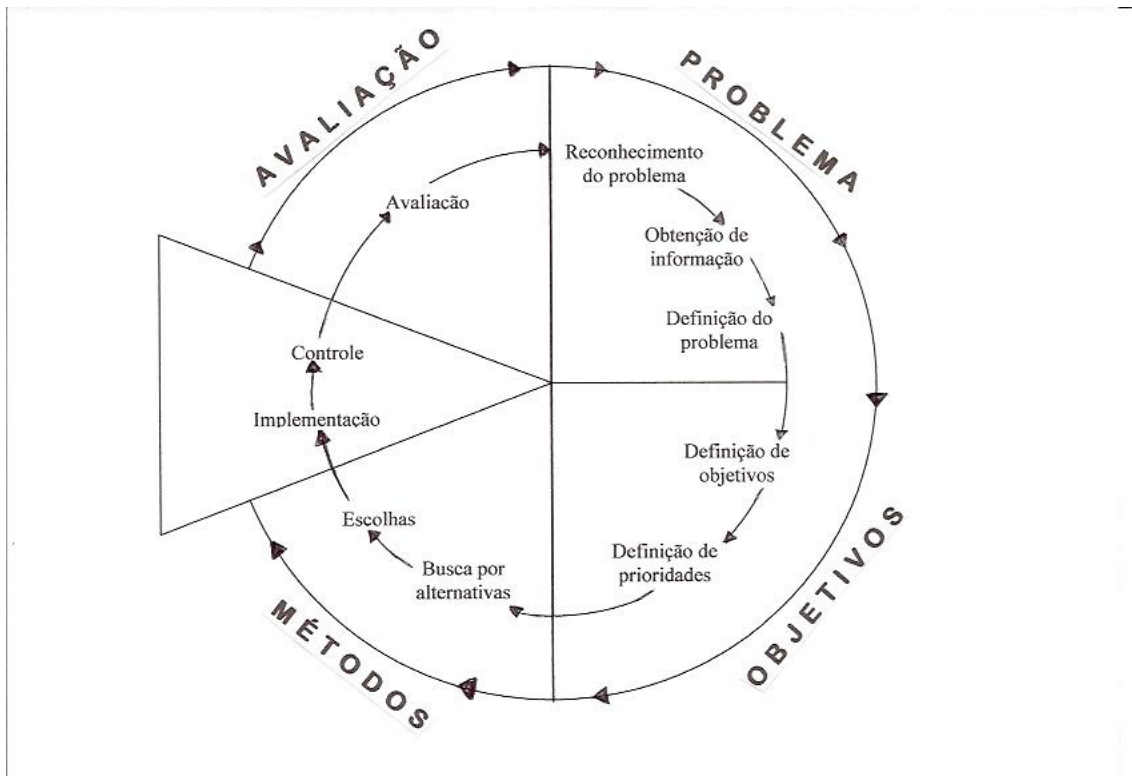 AVALIAÇÃO
PROBLEMA
Reconhecimento
do problema
Obtenção de
informação
Definição do
problema
Definição de
objetivos
Definição de
prioridades
OBJETIVOS
Busca por
alternativas
Escolhas
MÉTODOS
Implementação
Controle
Avaliacão